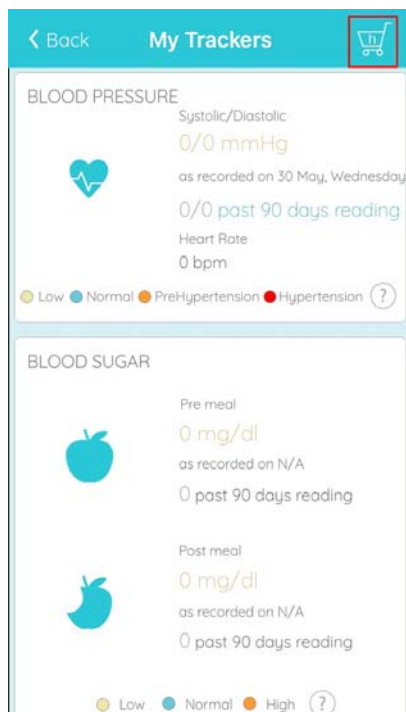 Back
My Trackers
h
BLOOD PRESSURE
Systolic/Diastolic
0/0 mmHg
as recorded on 30 May, Wednesday
0/0 past 90 days reading
Heart Rate
0 bpm
Low Normal PreHypertension Hypertension ?
BLOOD SUGAR
Pre meal
0 mg/dl
as recorded on N/A
0 past 90 days reading
Post meal
0 mg/dl
as recorded on N/A
0 past 90 days reading
Low Normal High ?